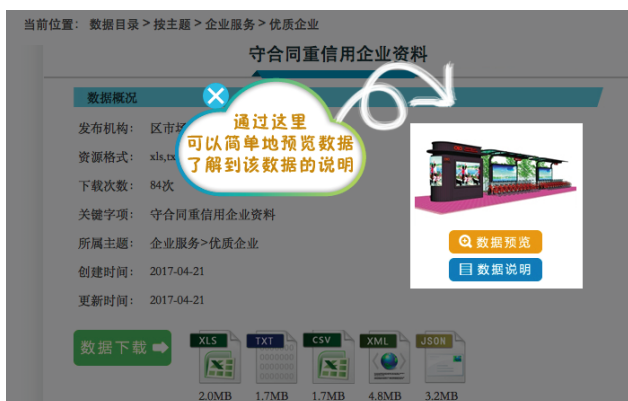 当前位置： 数据目录 > 按主题 > 企业服务 > 优质企业
守合同重信用企业资料
数据概况
发布机构： 区市场
资源格式： xls,tx
下载次数： 84次
关键字项： 守合同重信用企业资料
所属主题： 企业服务>优质企业
创建时间： 2017-04-21
更新时间： 2017-04-21
通过这里
可以简单地预览数据
了解到该数据的说明
数据预览
数据说明
数据下载
XLS TXT CSV XML JSON
2.0MB 1.7MB 1.7MB 4.8MB 3.2MB